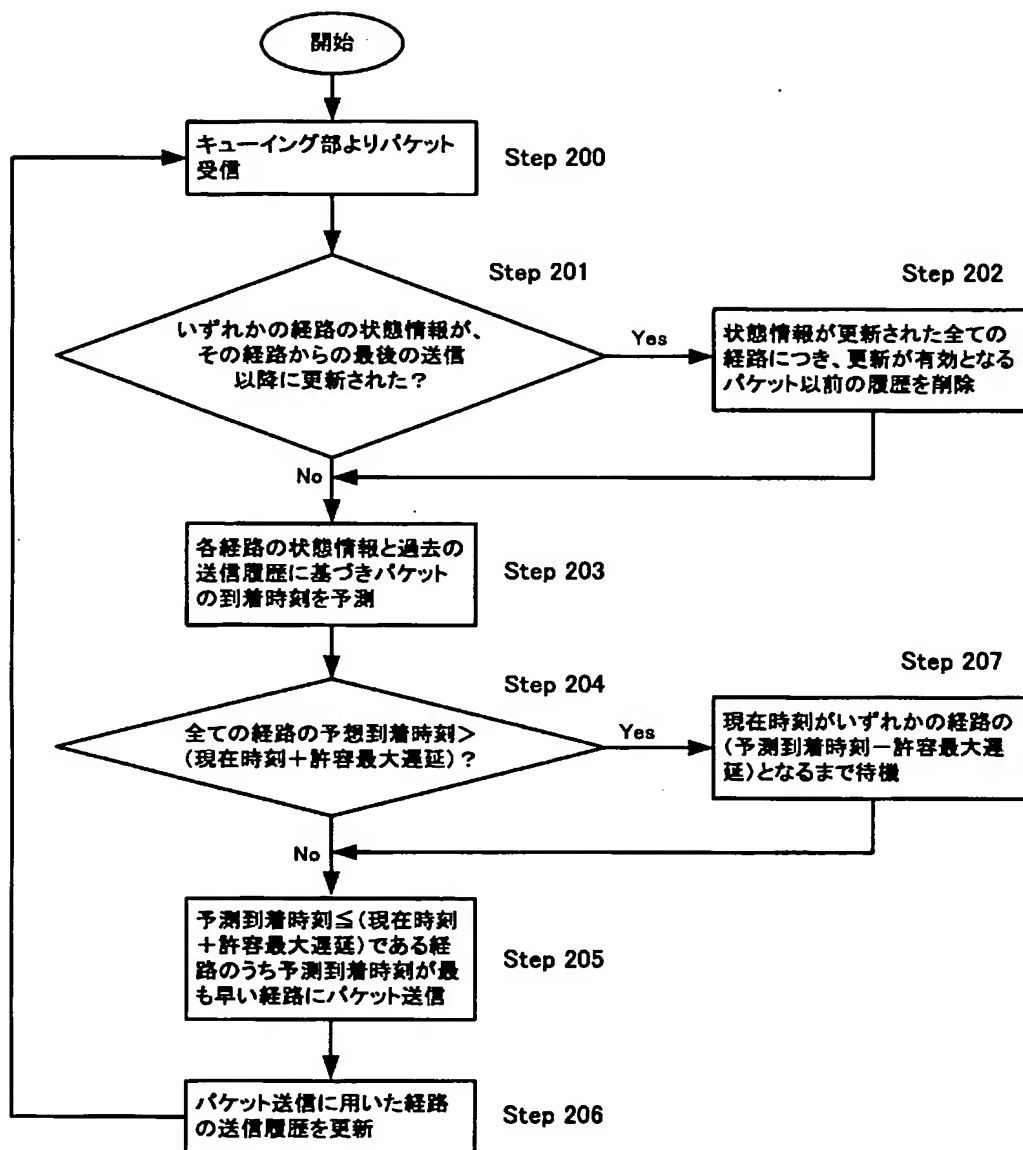 開始
キューイング部よりパケット
受信
Step 200
Step 201
いずれかの経路の状態情報が、
その経路からの最後の送信
以降に更新された？
Yes
Step 202
状態情報が更新された全ての
経路につき、更新が有効となる
パケット以前の履歴を削除
No
各経路の状態情報と過去の
送信履歴に基づきパケット
の到着時刻を予測
Step 203
Step 204
全ての経路の予想到着時刻＞
（現在時刻＋許容最大遅延）？
Yes
Step 207
現在時刻がいずれかの経路の
（予測到着時刻－許容最大遅
延）となるまで待機
No
予測到着時刻≦（現在時刻
＋許容最大遅延）である経
路のうち予測到着時刻が最
も早い経路にパケット送信
Step 205
パケット送信に用いた経路
の送信履歴を更新
Step 206